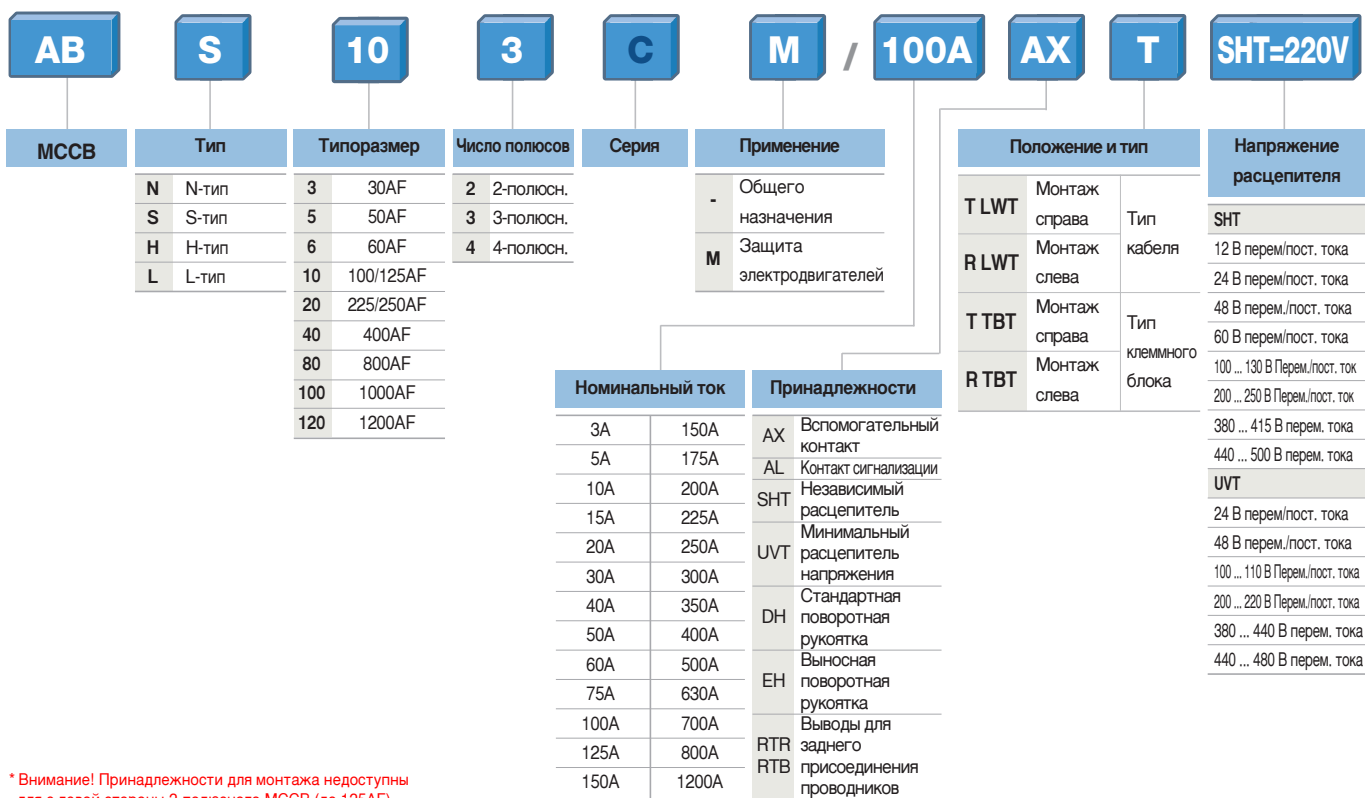 AB S 10 3 C M / 100A AX T SHT=220V
MCCB
Тип
N N-тип
S S-тип
H H-тип
L L-тип
Типоразмер
3 30AF
5 50AF
6 60AF
10 100/125AF
20 225/250AF
40 400AF
80 800AF
100 1000AF
120 1200AF
Число полюсов
2 2-полюсн.
3 3-полюсн.
4 4-полюсн.
Серия
Применение
- Общего
назначения
M Защита
электродвигателей
Номинальный ток
3A 150A
5A 175A
10A 200A
15A 225A
20A 250A
30A 300A
40A 350A
50A 400A
60A 500A
75A 630A
100A 700A
125A 800A
150A 1200A
Принадлежности
AX Вспомогательный
контакт
AL Контакт сигнализации
SHT Независимый
расцепитель
UVT Минимальный
расцепитель
напряжения
DH Стандартная
поворотная
рукоятка
EH Выносная
поворотная
рукоятка
RTR RTB Выводы для
заднего
присоединения
проводников
Положение и тип
T LWT Монтаж
справа
R LWT Монтаж
слева
Тип
кабеля
T TBT Монтаж
справа
R TBT Монтаж
слева
Тип
клеммного
блока
Напряжение
расцепителя
SHT
12 В перем/пост. тока
24 В перем/пост. тока
48 В перем./пост. тока
60 В перем/пост. тока
100 ... 130 В Перем./пост. ток
200 ... 250 В Перем./пост. ток
380 ... 415 В перем. тока
440 ... 500 В перем. тока
UVT
24 В перем/пост. тока
48 В перем./пост. тока
100 ... 110 В Перем./пост. тока
200 ... 220 В Перем./пост. тока
380 ... 440 В перем. тока
440 ... 480 В перем. тока
* Внимание! Принадлежности для монтажа недоступны
для с левой стороны 2-полюсного MCCB (до 125AF)